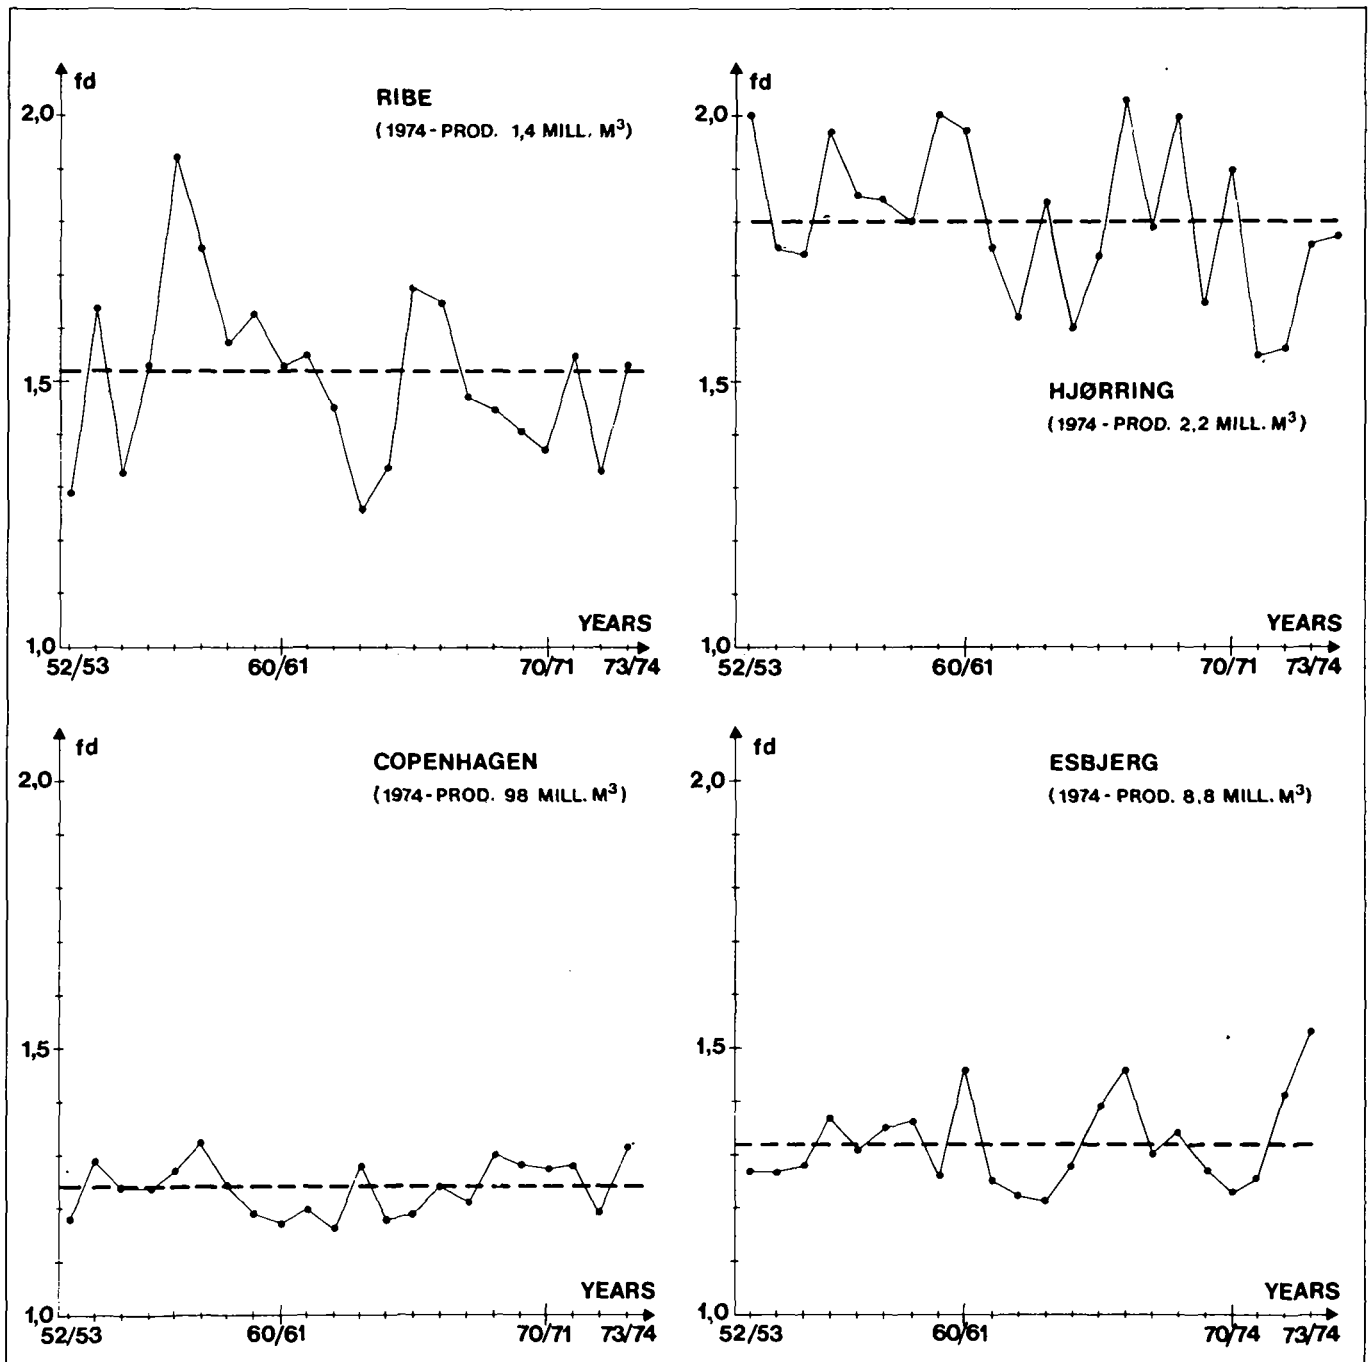 fd
RIBE
(1974-PROD. 1,4 MILL. M³)
2,0
1,5
1,0
YEARS
52/53 60/61 70/71 73/74
fd
2,0
1,5
HJØRRING
(1974-PROD. 2,2 MILL. M³)
1,0
YEARS
52/53 60/61 70/71 73/74
fd
COPENHAGEN
(1974-PROD. 98 MILL. M³)
2,0
1,5
1,0
YEARS
52/53 60/61 70/71 73/74
fd
ESBJERG
(1974-PROD. 8,8 MILL. M³)
2,0
1,5
1,0
YEARS
52/53 60/61 70/74 73/74